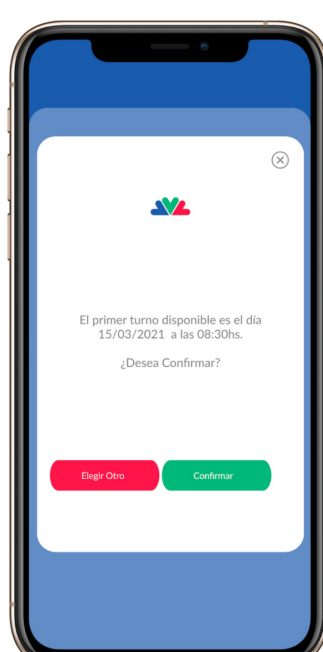 El primer turno disponible es el día
15/03/2021 a las 08:30hs.
¿Desea Confirmar?
Elegir Otro
Confirmar